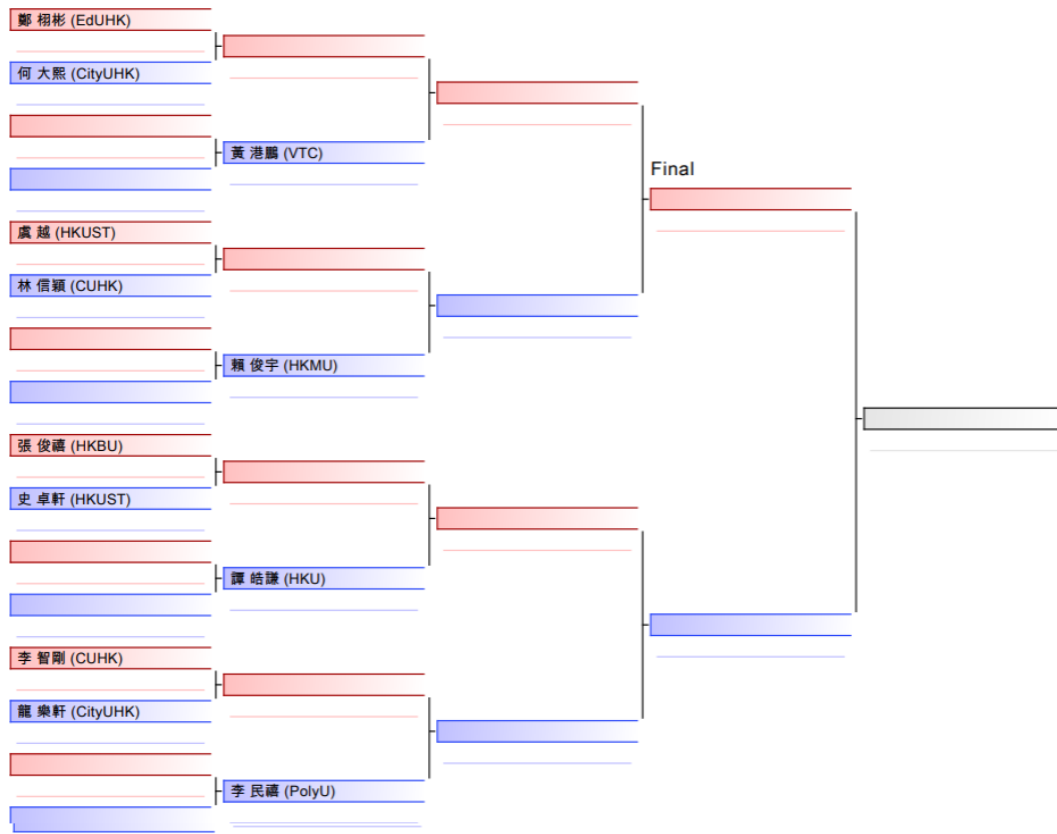 鄭 栩彬 (EdUHK)
何 大熙 (CityUHK)
黃 港鵬 (VTC)
Final
虞 越 (HKUST)
林 信穎 (CUHK)
賴 俊宇 (HKMU)
張 俊禧 (HKBU)
史 卓軒 (HKUST)
譚 皓謙 (HKU)
李 智剛 (CUHK)
龍 樂軒 (CityUHK)
李 民禧 (PolyU)